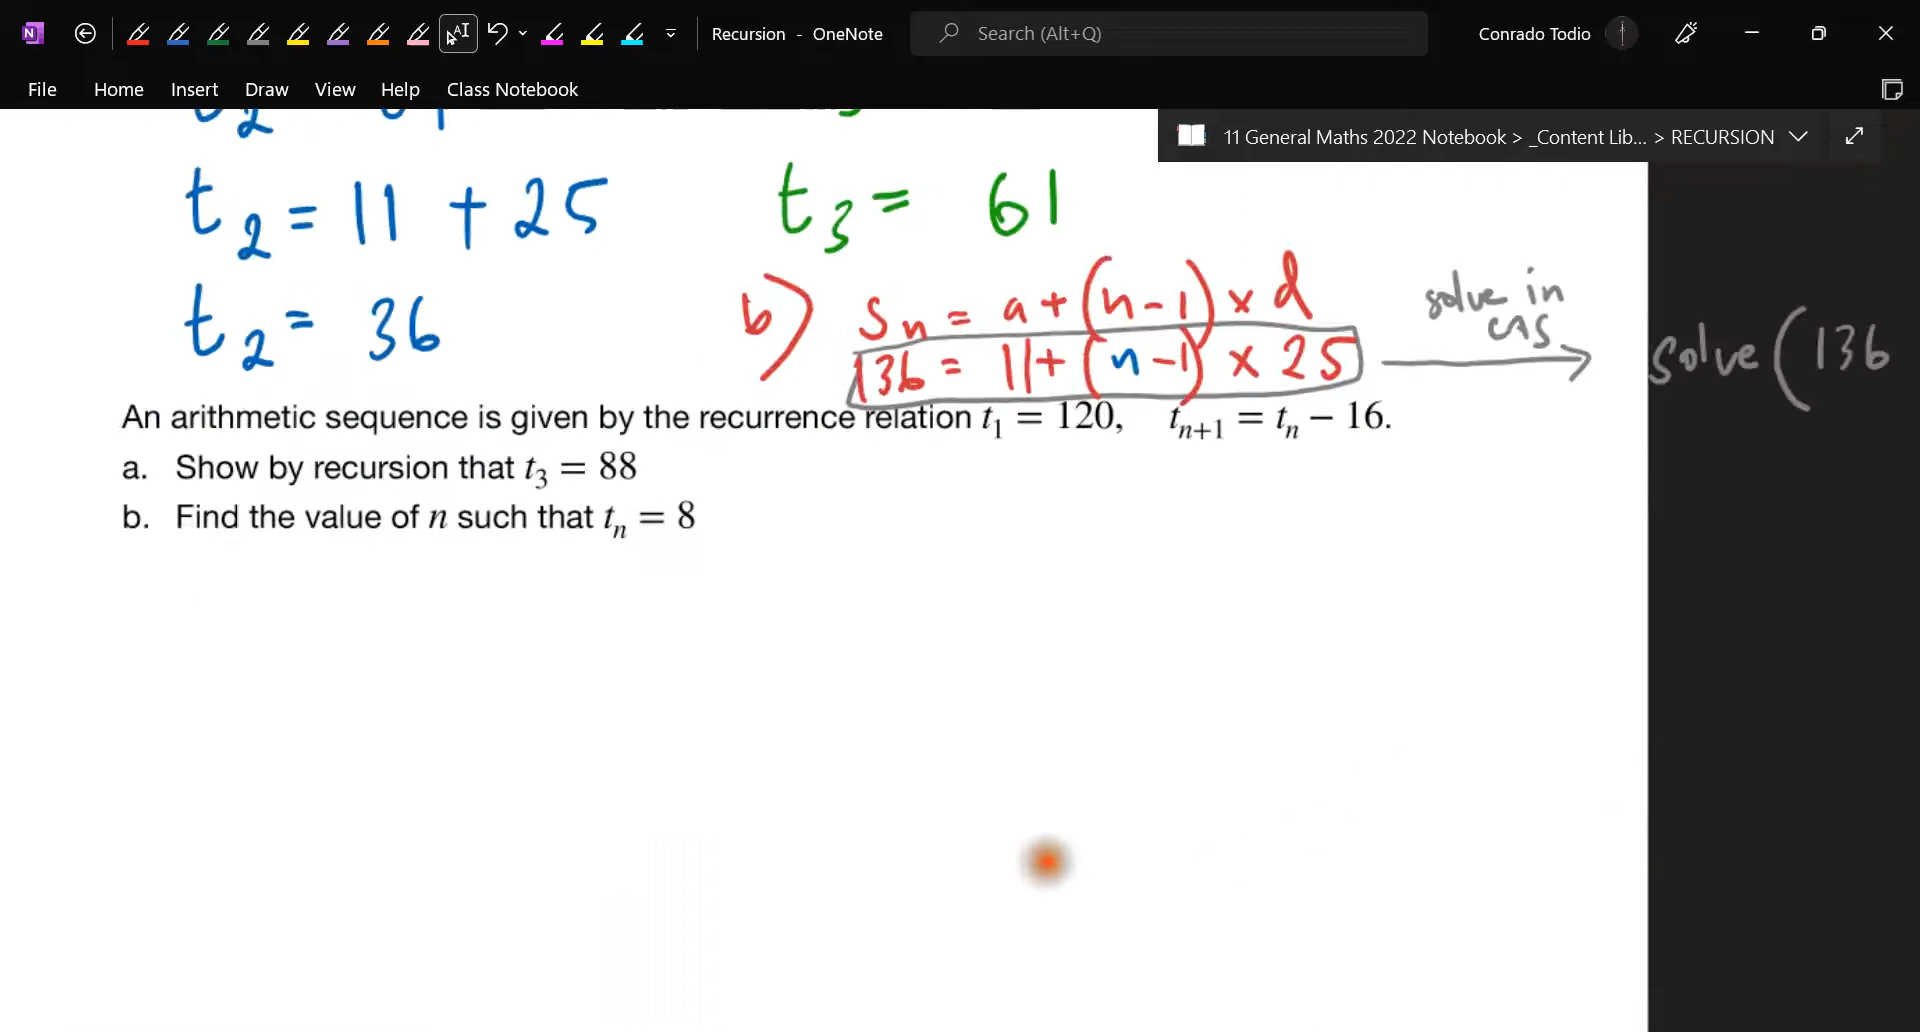 Recursion - OneNote
Search (Alt+Q)
Conrado Todio
File Home Insert Draw View Help Class Notebook
11 General Maths 2022 Notebook > _Content Lib... > RECURSION
t₂ = 11 + 25
t₃ = 61
t₂ = 36
b) Sn = a + (n-1) x d
solve in
CAS
136 = 11 + (n-1) x 25
solve (136
An arithmetic sequence is given by the recurrence relation t₁ = 120, tₙ₊₁ = tₙ − 16.
a. Show by recursion that t₃ = 88
b. Find the value of n such that tₙ = 8